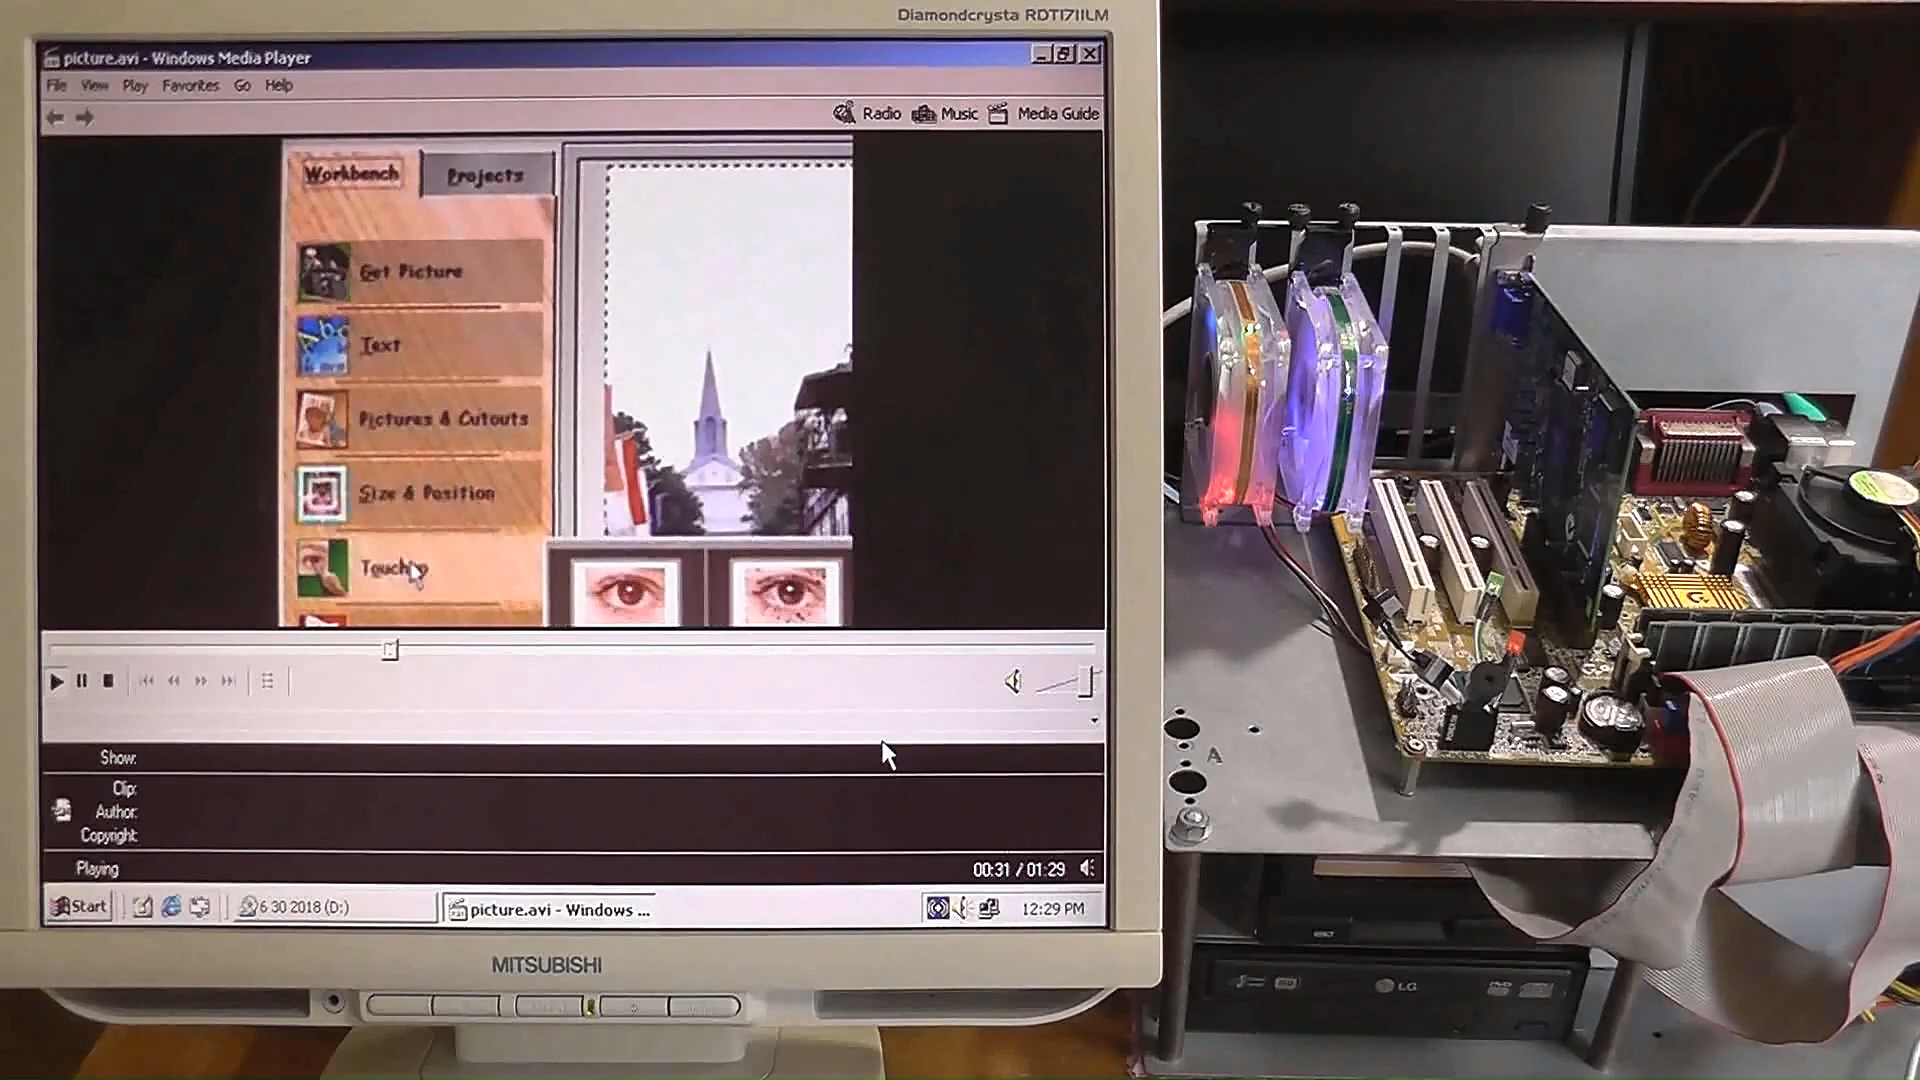 Diamondcrysta RDT1711LM
picture.avi - Windows Media Player
File View Play Favorites Go Help
Radio Music Media Guide
Workbench Projects
Get Picture
Text
Pictures & Cutouts
Size & Position
Show:
Clip:
Author:
Copyright:
Playing
00:31 / 01:29
Start
6 30 2018 (D:)
picture.avi - Windows ...
12:29 PM
MITSUBISHI
A
LG